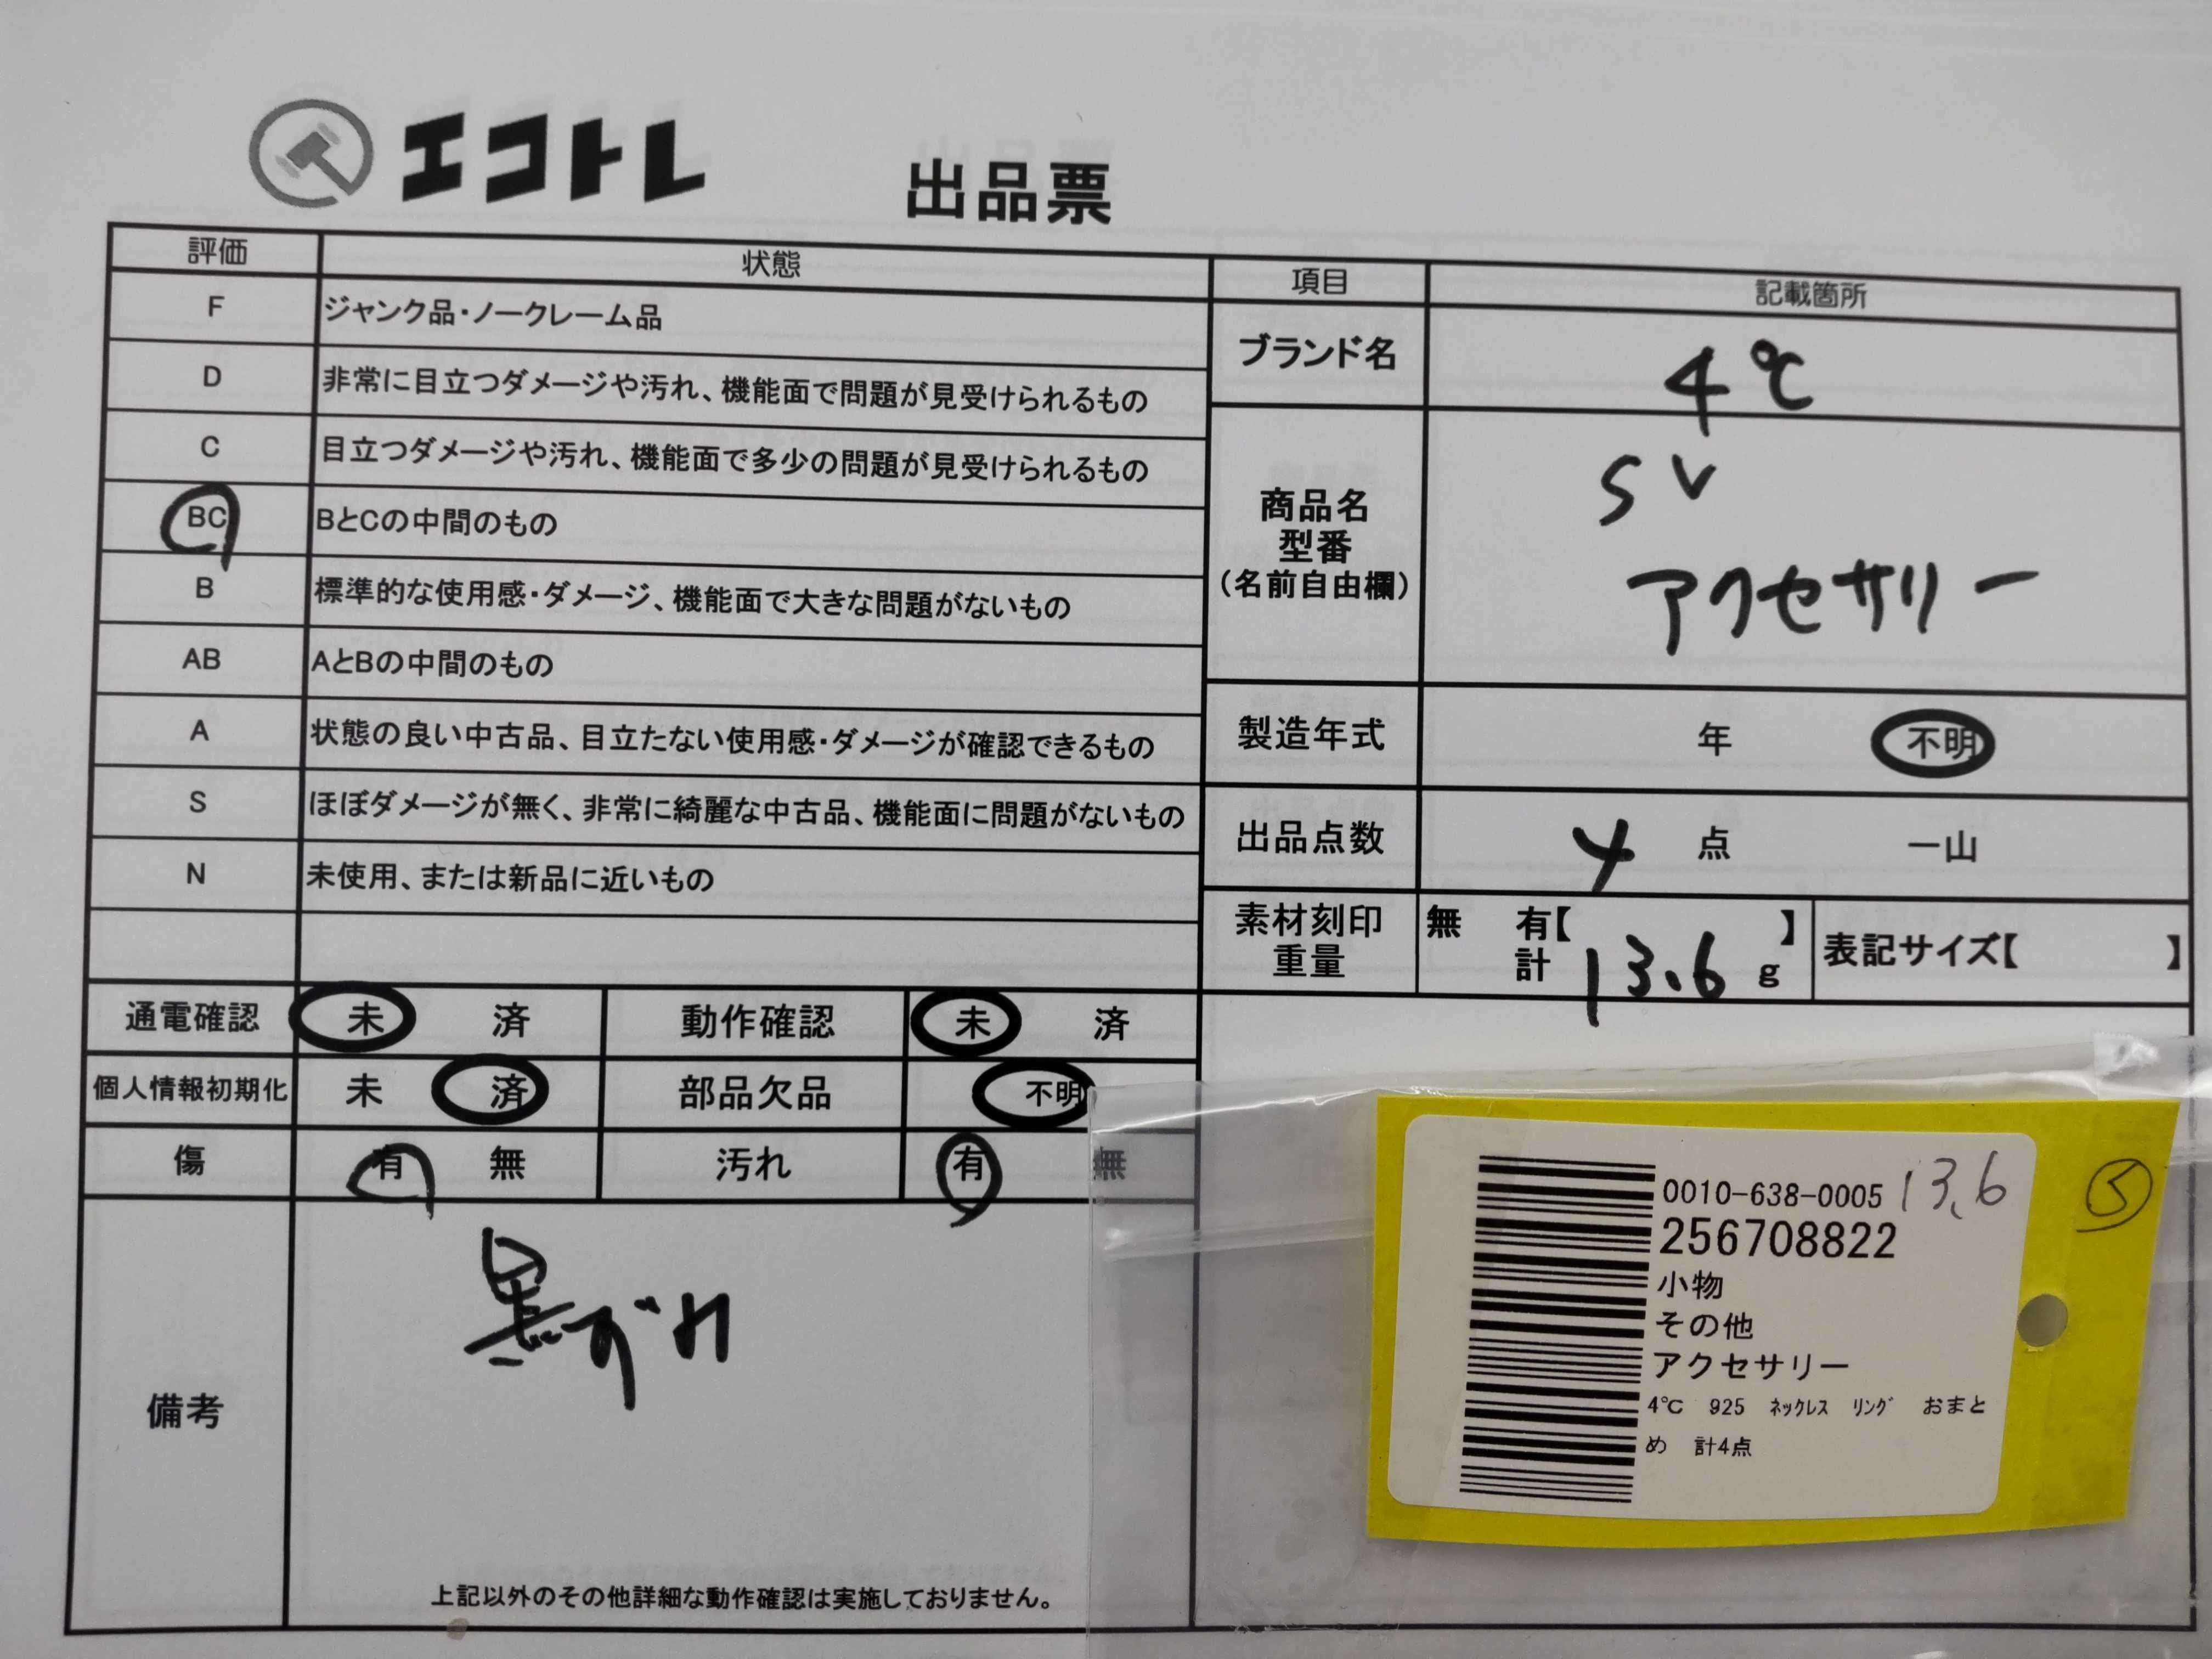 エコトレ
出品票
評価 状態
F ジャンク品・ノークレーム品
D 非常に目立つダメージや汚れ、機能面で問題が見受けられるもの
C 目立つダメージや汚れ、機能面で多少の問題が見受けられるもの
BC BとCの中間のもの
B 標準的な使用感・ダメージ、機能面で大きな問題がないもの
AB AとBの中間のもの
A 状態の良い中古品、目立たない使用感・ダメージが確認できるもの
S ほぼダメージが無く、非常に綺麗な中古品、機能面に問題がないもの
N 未使用、または新品に近いもの
通電確認 未 済 動作確認 未 済
個人情報初期化 未 済 部品欠品 不明
傷 有 無 汚れ 有 無
備考 黒ずれ
上記以外のその他詳細な動作確認は実施しておりません。
項目 記載箇所
ブランド名 4℃
商品名
型番
(名前自由欄)
SV
アクセサリー
製造年式 年 不明
出品点数 4 点 一山
素材刻印 無 有【 】
重量 計 13.6 g
表記サイズ【 】
0010-638-0005 13.6
256708822
小物
その他
アクセサリー
4℃ 925 ネックレス リング おまと
め 計4点
S